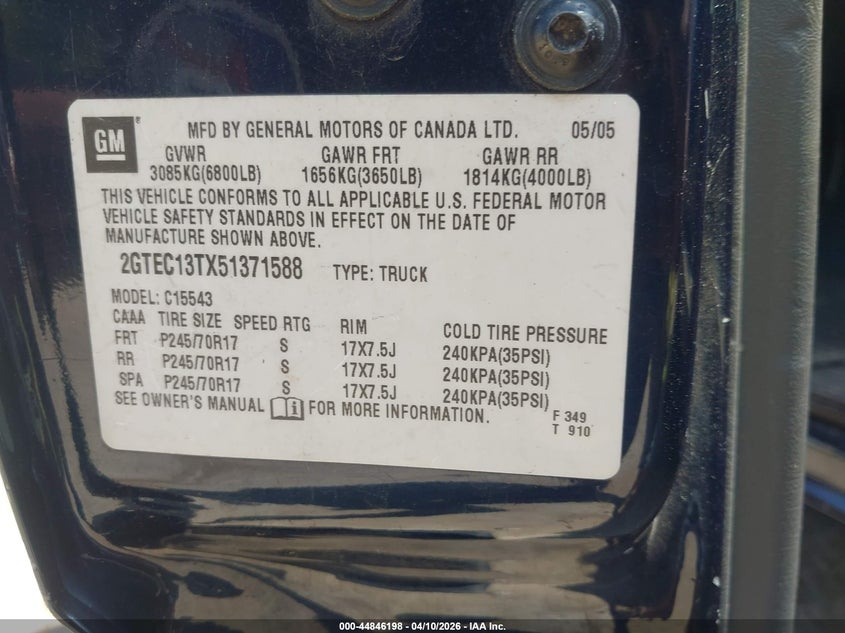 GM
MFD BY GENERAL MOTORS OF CANADA LTD. 05/05
GVWR GAWR FRT GAWR RR
3085KG(6800LB) 1656KG(3650LB) 1814KG(4000LB)
THIS VEHICLE CONFORMS TO ALL APPLICABLE U.S. FEDERAL MOTOR
VEHICLE SAFETY STANDARDS IN EFFECT ON THE DATE OF
MANUFACTURE SHOWN ABOVE.
2GTEC13TX51371588 TYPE: TRUCK
MODEL: C15543
CAAA TIRE SIZE SPEED RTG RIM COLD TIRE PRESSURE
FRT P245/70R17 S 17X7.5J 240KPA(35PSI)
RR P245/70R17 S 17X7.5J 240KPA(35PSI)
SPA P245/70R17 S 17X7.5J 240KPA(35PSI)
SEE OWNER'S MANUAL FOR MORE INFORMATION.
F 349
T 910
000-44846198 - 04/10/2026 - IAA Inc.